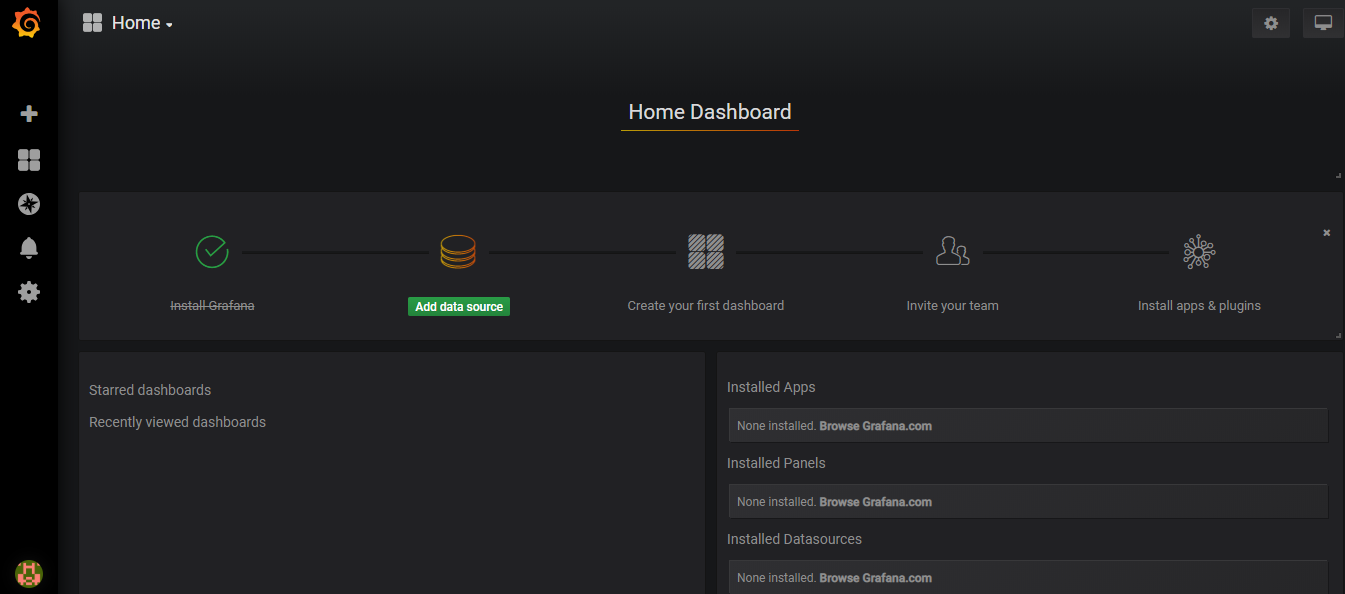 Home
Home Dashboard
Install Grafana
Add data source
Create your first dashboard
Invite your team
Install apps & plugins
Starred dashboards
Recently viewed dashboards
Installed Apps
None installed. Browse Grafana.com
Installed Panels
None installed. Browse Grafana.com
Installed Datasources
None installed. Browse Grafana.com